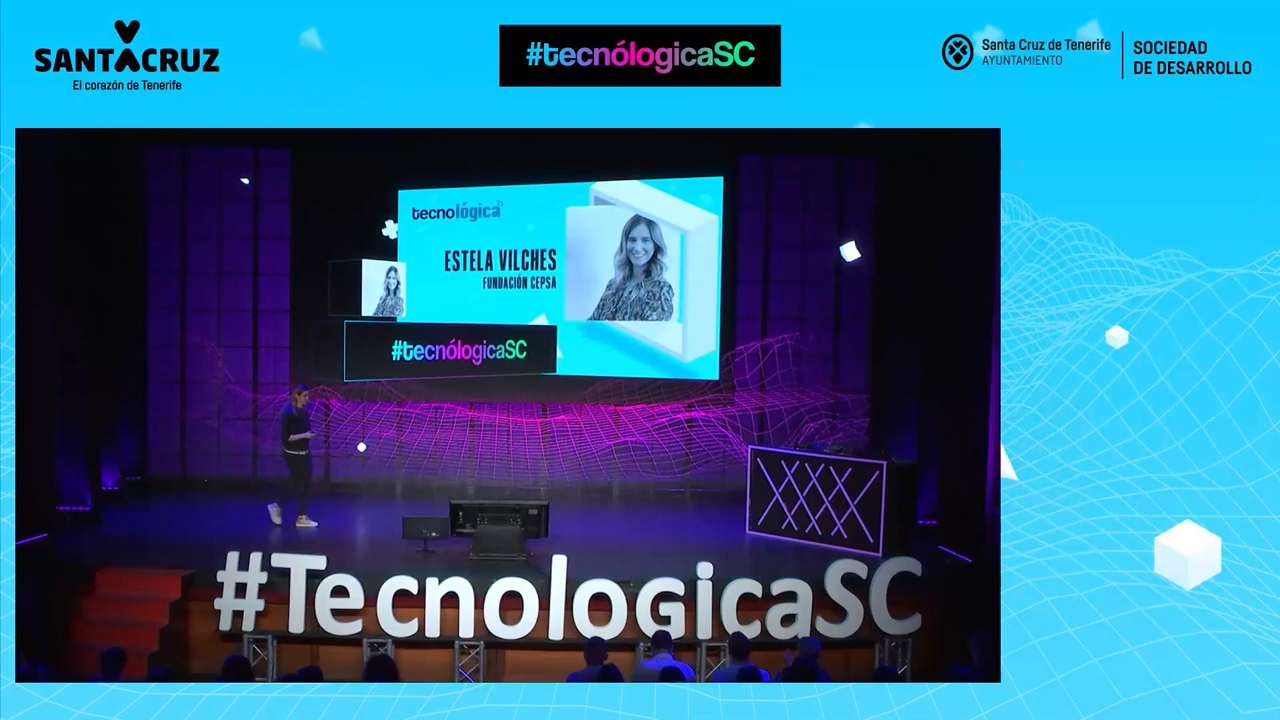 SANTACRUZ
El corazón de Tenerife
#tecnólogicaSC
Santa Cruz de Tenerife
AYUNTAMIENTO
SOCIEDAD
DE DESARROLLO
tecnológica
ESTELA VILCHES
FUNDACIÓN CEPSA
#tecnólogicaSC
#TecnologicaSC